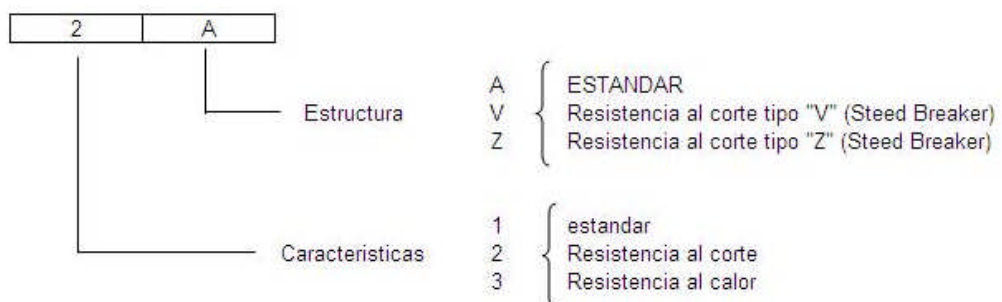 2 A
Estructura
A ESTANDAR
V Resistencia al corte tipo "V" (Steed Breaker)
Z Resistencia al corte tipo "Z" (Steed Breaker)
Caracteristicas
1 estandar
2 Resistencia al corte
3 Resistencia al calor